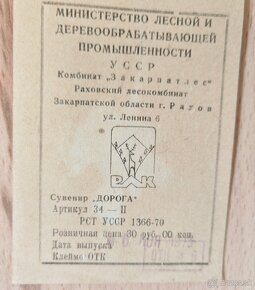 МИНИСТЕРСТВО ЛЕСНОЙ И
ДЕРЕВООБРАБАТЫВАЮЩЕЙ
ПРОМЫШЛЕННОСТИ
УССР
Комбинат „Закарпатлес"
Раховский лесокомбинат
Закарпатской области г. Рахов
ул. Ленина 6
РЛК
Сувенир „ДОРОГА"
Артикул 34 — II
РСТ УССР 1366-70
Розничная цена 30 руб. 00 коп.
Дата выпуска
Клеймо ОТК